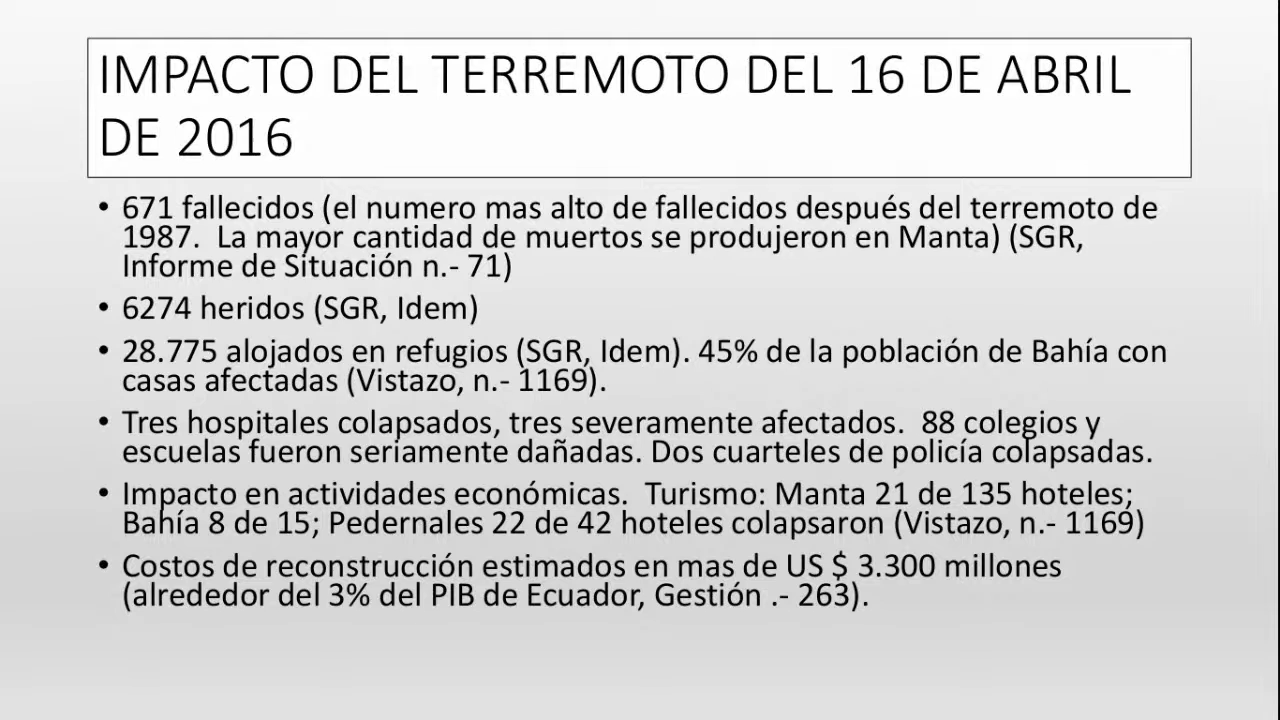 IMPACTO DEL TERREMOTO DEL 16 DE ABRIL
DE 2016
• 671 fallecidos (el numero mas alto de fallecidos después del terremoto de
1987.  La mayor cantidad de muertos se produjeron en Manta) (SGR,
Informe de Situación n.- 71)
• 6274 heridos (SGR, Idem)
• 28.775 alojados en refugios (SGR, Idem). 45% de la población de Bahía con
casas afectadas (Vistazo, n.- 1169).
• Tres hospitales colapsados, tres severamente afectados.  88 colegios y
escuelas fueron seriamente dañadas. Dos cuarteles de policía colapsadas.
• Impacto en actividades económicas.  Turismo: Manta 21 de 135 hoteles;
Bahía 8 de 15; Pedernales 22 de 42 hoteles colapsaron (Vistazo, n.- 1169)
• Costos de reconstrucción estimados en mas de US $ 3.300 millones
(alrededor del 3% del PIB de Ecuador, Gestión .- 263).